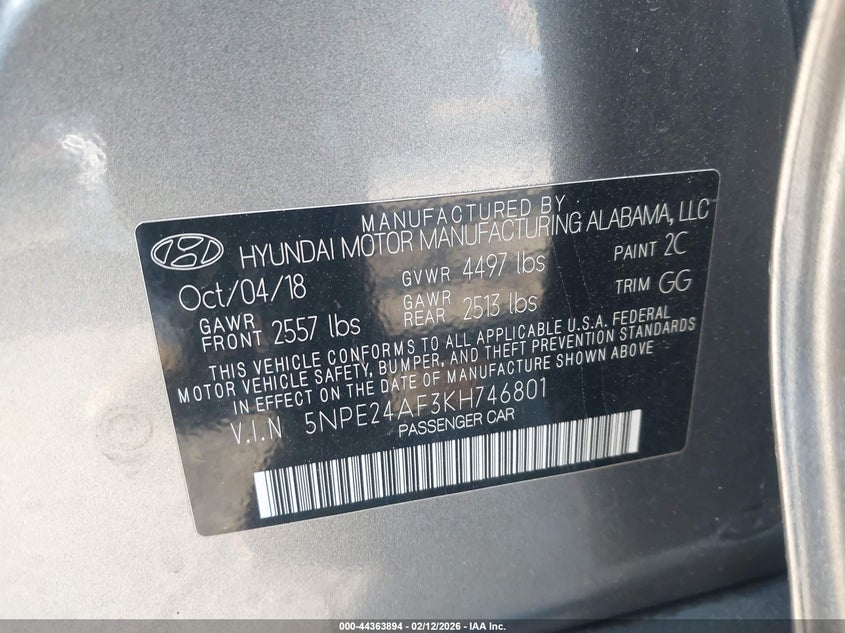 MANUFACTURED BY
HYUNDAI MOTOR MANUFACTURING ALABAMA, LLC
Oct/04/18 GVWR 4497 lbs PAINT 2C
GAWR FRONT 2557 lbs GAWR REAR 2513 lbs TRIM GG
THIS VEHICLE CONFORMS TO ALL APPLICABLE U.S.A. FEDERAL
MOTOR VEHICLE SAFETY, BUMPER, AND THEFT PREVENTION STANDARDS
IN EFFECT ON THE DATE OF MANUFACTURE SHOWN ABOVE
V.I.N 5NPE24AF3KH746801
PASSENGER CAR
000-44363894 - 02/12/2026 - IAA Inc.